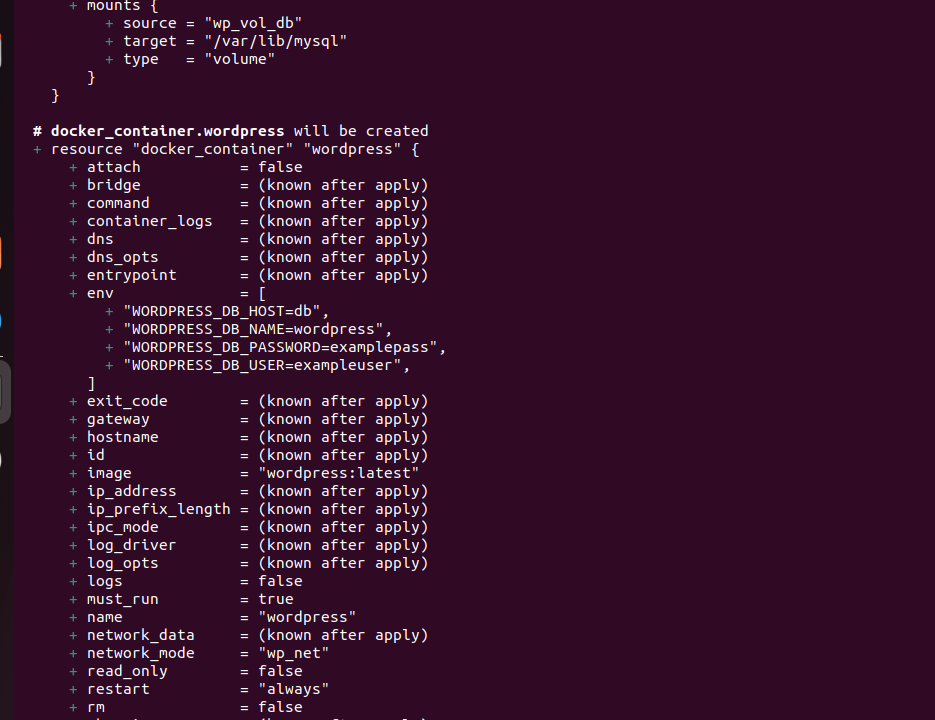 + mounts {
+ source = "wp_vol_db"
+ target = "/var/lib/mysql"
+ type   = "volume"
}
}
# docker_container.wordpress will be created
+ resource "docker_container" "wordpress" {
+ attach           = false
+ bridge           = (known after apply)
+ command          = (known after apply)
+ container_logs   = (known after apply)
+ dns              = (known after apply)
+ dns_opts         = (known after apply)
+ entrypoint       = (known after apply)
+ env              = [
+ "WORDPRESS_DB_HOST=db",
+ "WORDPRESS_DB_NAME=wordpress",
+ "WORDPRESS_DB_PASSWORD=examplepass",
+ "WORDPRESS_DB_USER=exampleuser",
]
+ exit_code        = (known after apply)
+ gateway          = (known after apply)
+ hostname         = (known after apply)
+ id               = (known after apply)
+ image            = "wordpress:latest"
+ ip_address       = (known after apply)
+ ip_prefix_length = (known after apply)
+ ipc_mode         = (known after apply)
+ log_driver       = (known after apply)
+ log_opts         = (known after apply)
+ logs             = false
+ must_run         = true
+ name             = "wordpress"
+ network_data     = (known after apply)
+ network_mode     = "wp_net"
+ read_only        = false
+ restart          = "always"
+ rm               = false